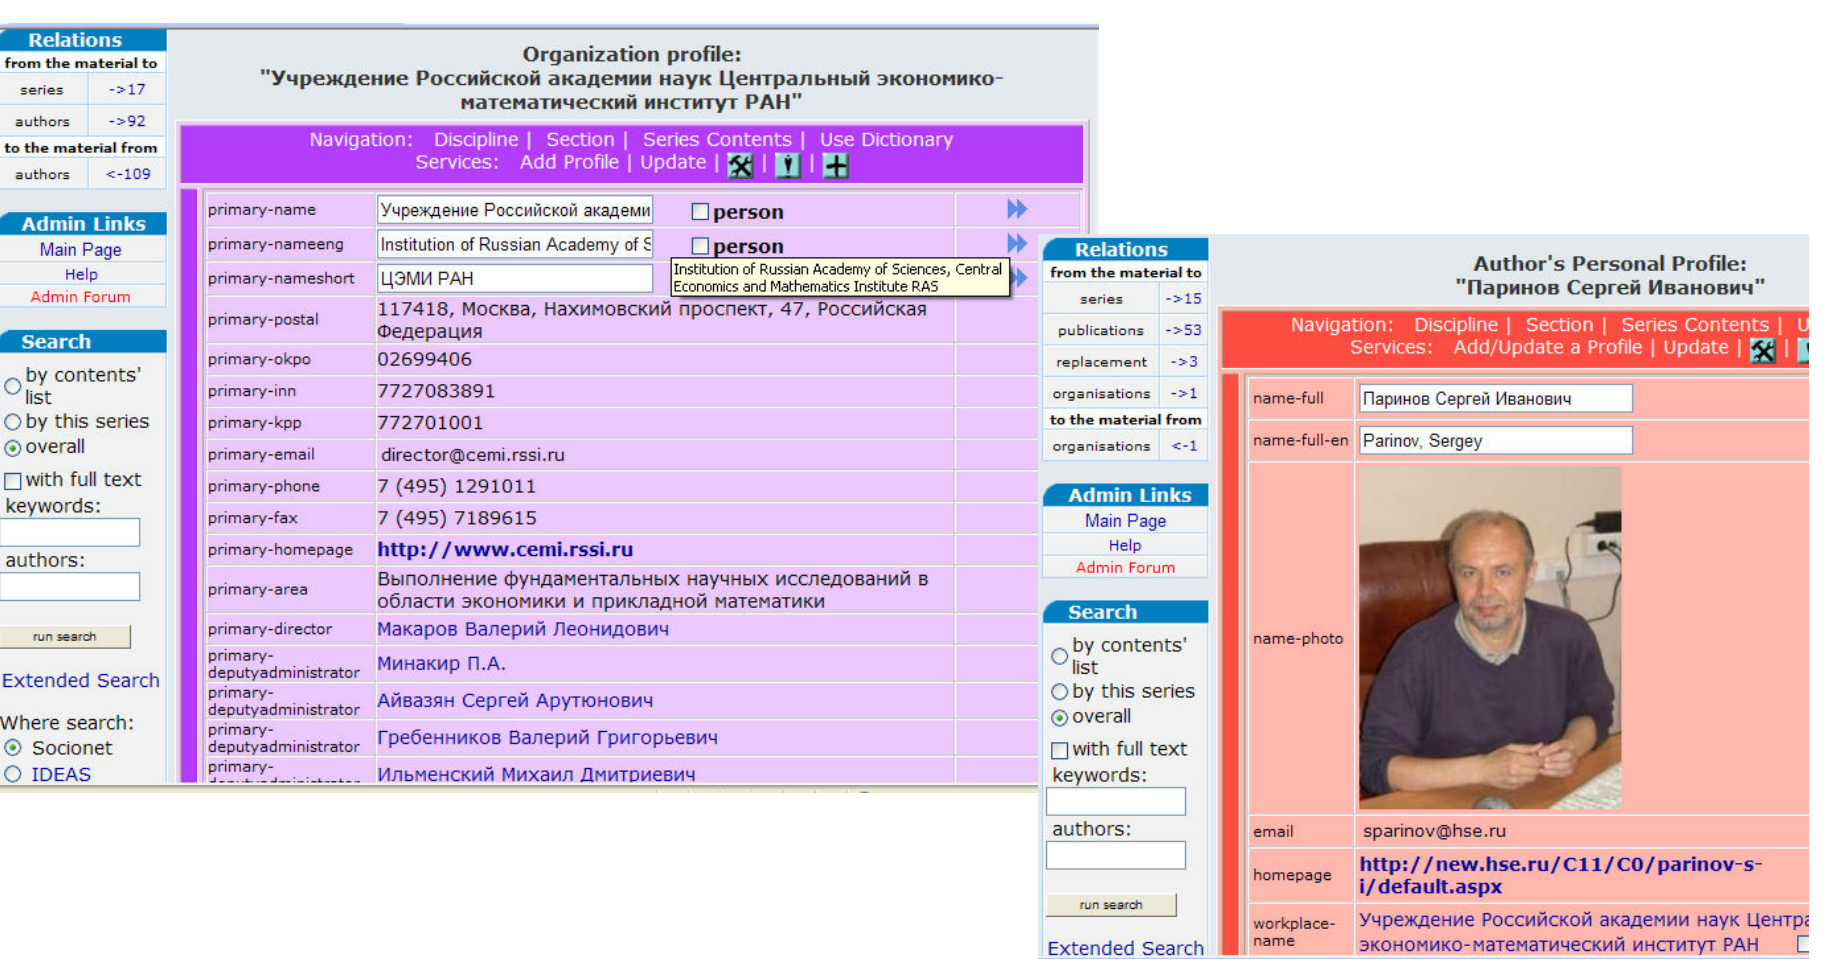 Relations
from the material to
series ->17
authors ->92
to the material from
authors <-109
Admin Links
Main Page
Help
Admin Forum
Search
by contents'
list
by this series
overall
with full text
keywords:
authors:
run search
Extended Search
Where search:
Socionet
IDEAS
Organization profile:
"Учреждение Российской академии наук Центральный экономико-
математический институт РАН"
Navigation: Discipline | Section | Series Contents | Use Dictionary
Services: Add Profile | Update | | |
primary-name Учреждение Российской академи person
primary-nameeng Institution of Russian Academy of S person
Institution of Russian Academy of Sciences, Central
Economics and Mathematics Institute RAS
primary-nameshort ЦЭМИ РАН
primary-postal 117418, Москва, Нахимовский проспект, 47, Российская
Федерация
primary-okpo 02699406
primary-inn 7727083891
primary-kpp 772701001
primary-email director@cemi.rssi.ru
primary-phone 7 (495) 1291011
primary-fax 7 (495) 7189615
primary-homepage http://www.cemi.rssi.ru
primary-area Выполнение фундаментальных научных исследований в
области экономики и прикладной математики
primary-director Макаров Валерий Леонидович
primary-
deputyadministrator Минакир П.А.
primary-
deputyadministrator Айвазян Сергей Арутюнович
primary-
deputyadministrator Гребенников Валерий Григорьевич
primary-
Ильменский Михаил Дмитриевич
Relations
from the material to
series ->15
publications ->53
replacement ->3
organisations ->1
to the material from
organisations <-1
Admin Links
Main Page
Help
Admin Forum
Search
by contents'
list
by this series
overall
with full text
keywords:
authors:
run search
Extended Search
Author's Personal Profile:
"Паринов Сергей Иванович"
Navigation: Discipline | Section | Series Contents | U
Services: Add/Update a Profile | Update | |
name-full Паринов Сергей Иванович
name-full-en Parinov, Sergey
name-photo
email sparinov@hse.ru
homepage http://new.hse.ru/C11/C0/parinov-s-
i/default.aspx
workplace-
name Учреждение Российской академии наук Центра
экономико-математический институт РАН